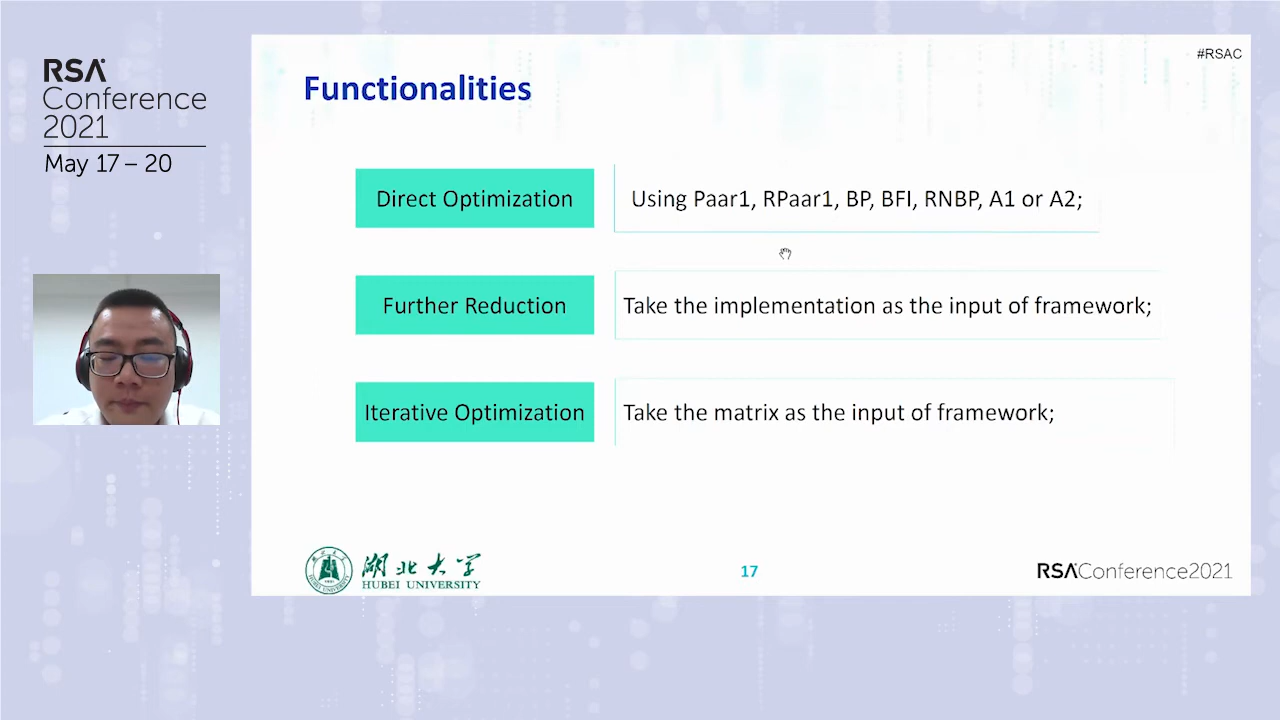 RSA
Conference
2021
May 17 – 20
#RSAC
Functionalities
Direct Optimization
Using Paar1, RPaar1, BP, BFI, RNBP, A1 or A2;
Further Reduction
Take the implementation as the input of framework;
Iterative Optimization
Take the matrix as the input of framework;
湖北大学
HUBEI UNIVERSITY
17
RSAConference2021